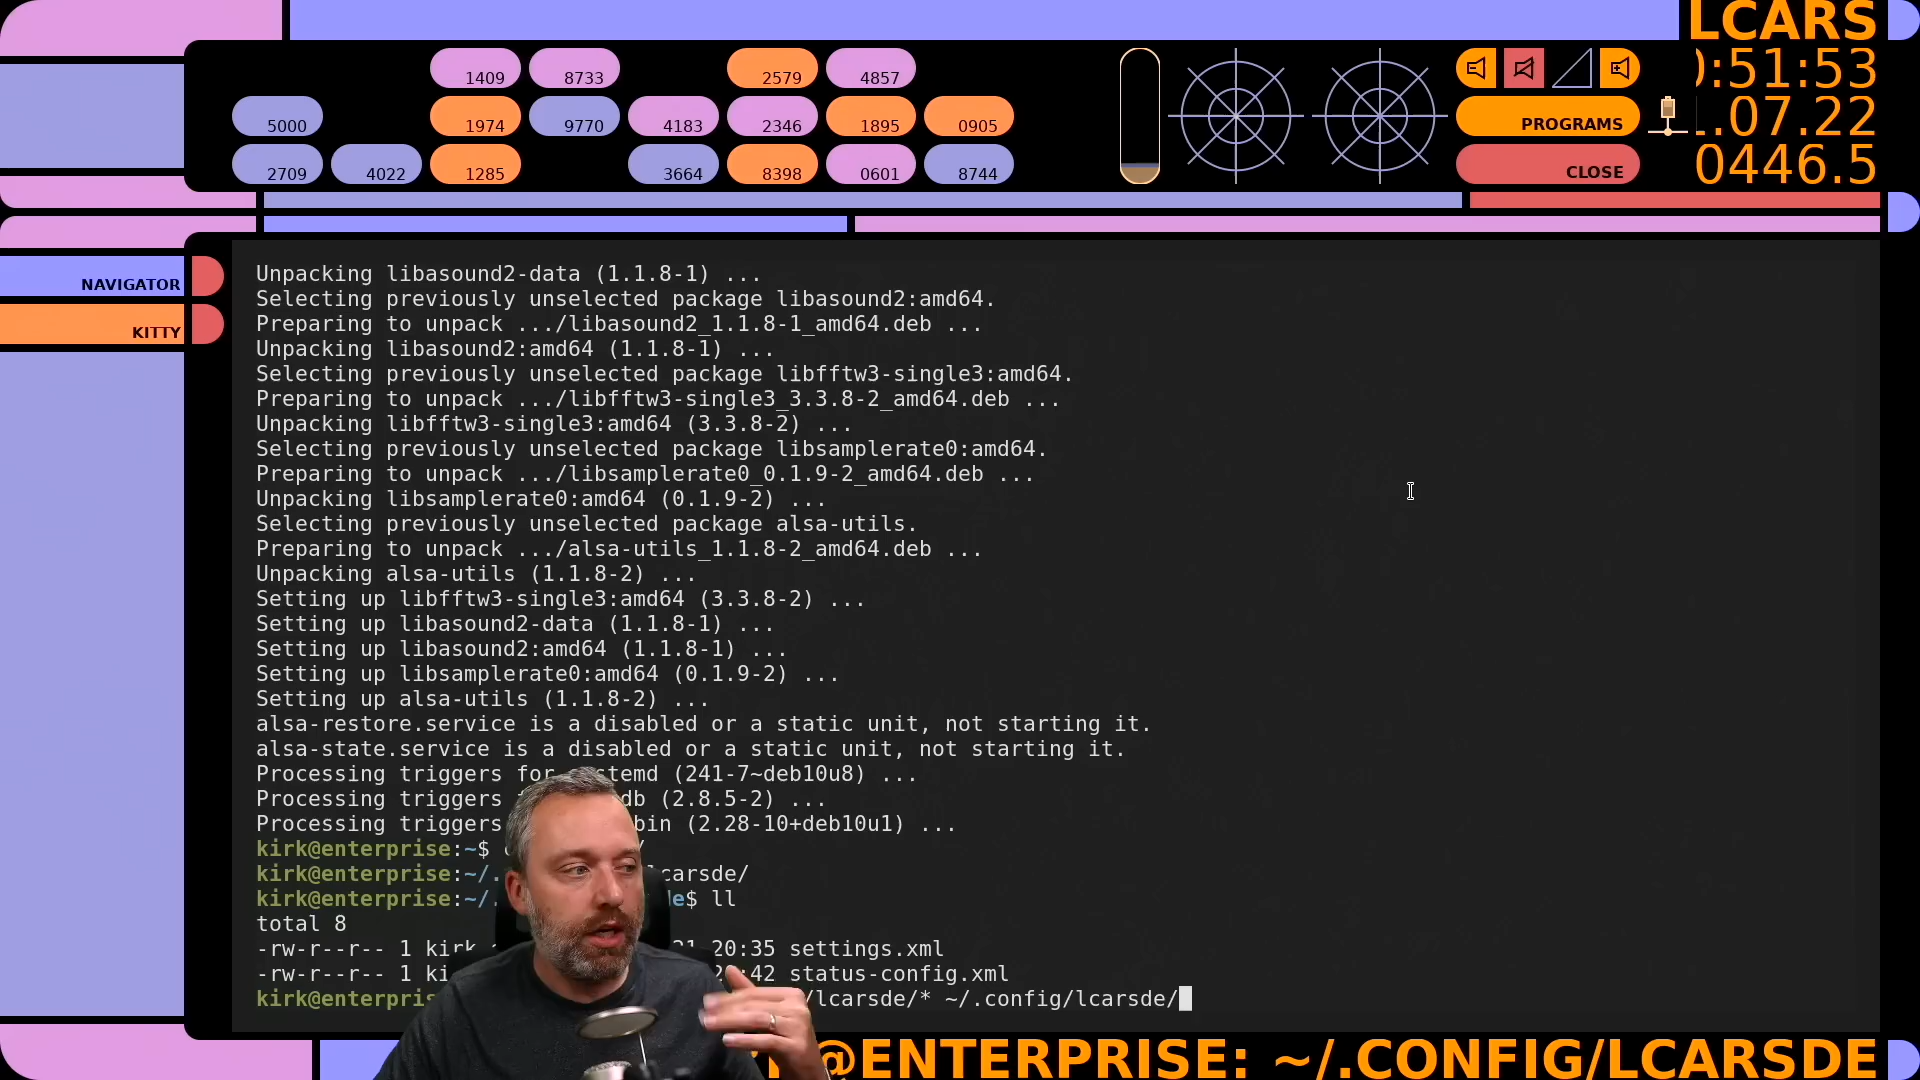 LCARS
1409 8733 2579 4857
:51:53
5000 1974 9770 4183 2346 1895 0905
PROGRAMS
.07.22
2709 4022 1285 3664 8398 0601 8744
CLOSE
0446.5
NAVIGATOR
KITTY
Unpacking libasound2-data (1.1.8-1) ...
Selecting previously unselected package libasound2:amd64.
Preparing to unpack .../libasound2_1.1.8-1_amd64.deb ...
Unpacking libasound2:amd64 (1.1.8-1) ...
Selecting previously unselected package libfftw3-single3:amd64.
Preparing to unpack .../libfftw3-single3_3.3.8-2_amd64.deb ...
Unpacking libfftw3-single3:amd64 (3.3.8-2) ...
Selecting previously unselected package libsamplerate0:amd64.
Preparing to unpack .../libsamplerate0_0.1.9-2_amd64.deb ...
Unpacking libsamplerate0:amd64 (0.1.9-2) ...
Selecting previously unselected package alsa-utils.
Preparing to unpack .../alsa-utils_1.1.8-2_amd64.deb ...
Unpacking alsa-utils (1.1.8-2) ...
Setting up libfftw3-single3:amd64 (3.3.8-2) ...
Setting up libasound2-data (1.1.8-1) ...
Setting up libasound2:amd64 (1.1.8-1) ...
Setting up libsamplerate0:amd64 (0.1.9-2) ...
Setting up alsa-utils (1.1.8-2) ...
alsa-restore.service is a disabled or a static unit, not starting it.
alsa-state.service is a disabled or a static unit, not starting it.
Processing triggers for stemd (241-7~deb10u8) ...
Processing triggers db (2.8.5-2) ...
Processing triggers bin (2.28-10+deb10u1) ...
kirk@enterprise:~$ /
kirk@enterprise:~/. lcarsde/
kirk@enterprise:~/. e$ ll
total 8
-rw-r--r-- 1 kirk 21 20:35 settings.xml
-rw-r--r-- 1 ki :42 status-config.xml
kirk@enterpris /lcarsde/* ~/.config/lcarsde/
@ENTERPRISE: ~/.CONFIG/LCARSDE